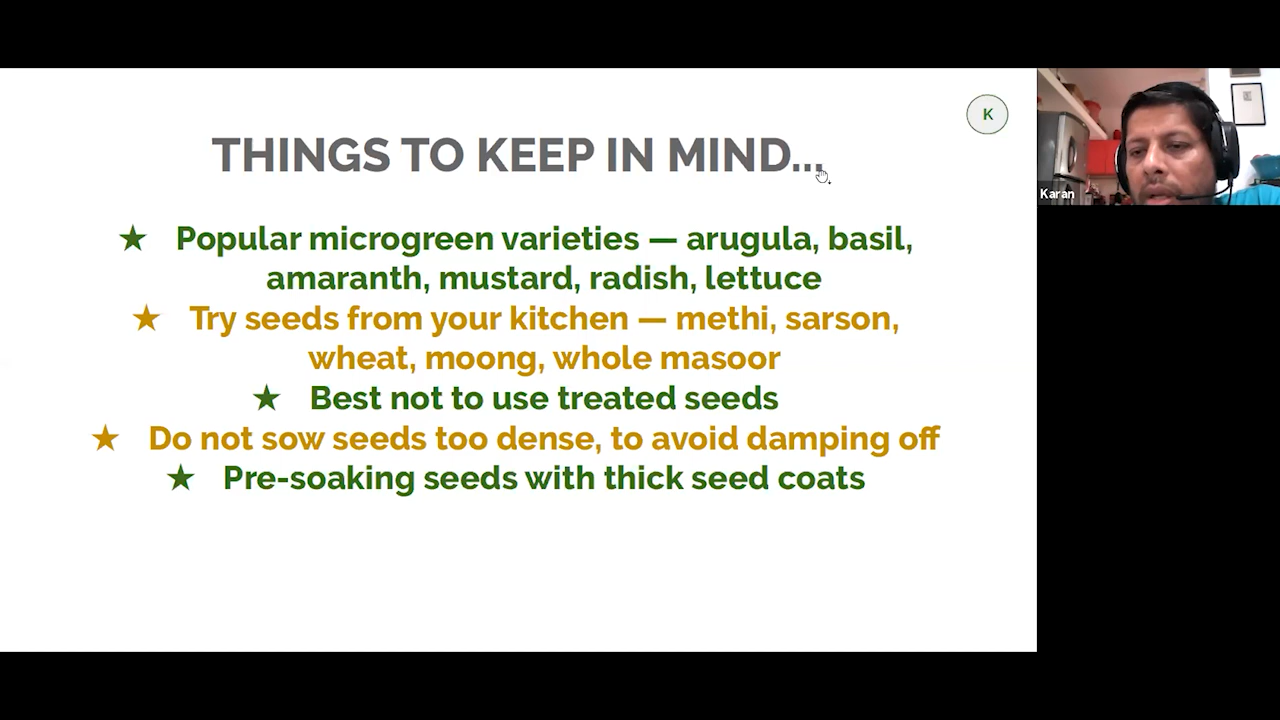 K
THINGS TO KEEP IN MIND...
★ Popular microgreen varieties — arugula, basil,
amaranth, mustard, radish, lettuce
★ Try seeds from your kitchen — methi, sarson,
wheat, moong, whole masoor
★ Best not to use treated seeds
★ Do not sow seeds too dense, to avoid damping off
★ Pre-soaking seeds with thick seed coats
Karan